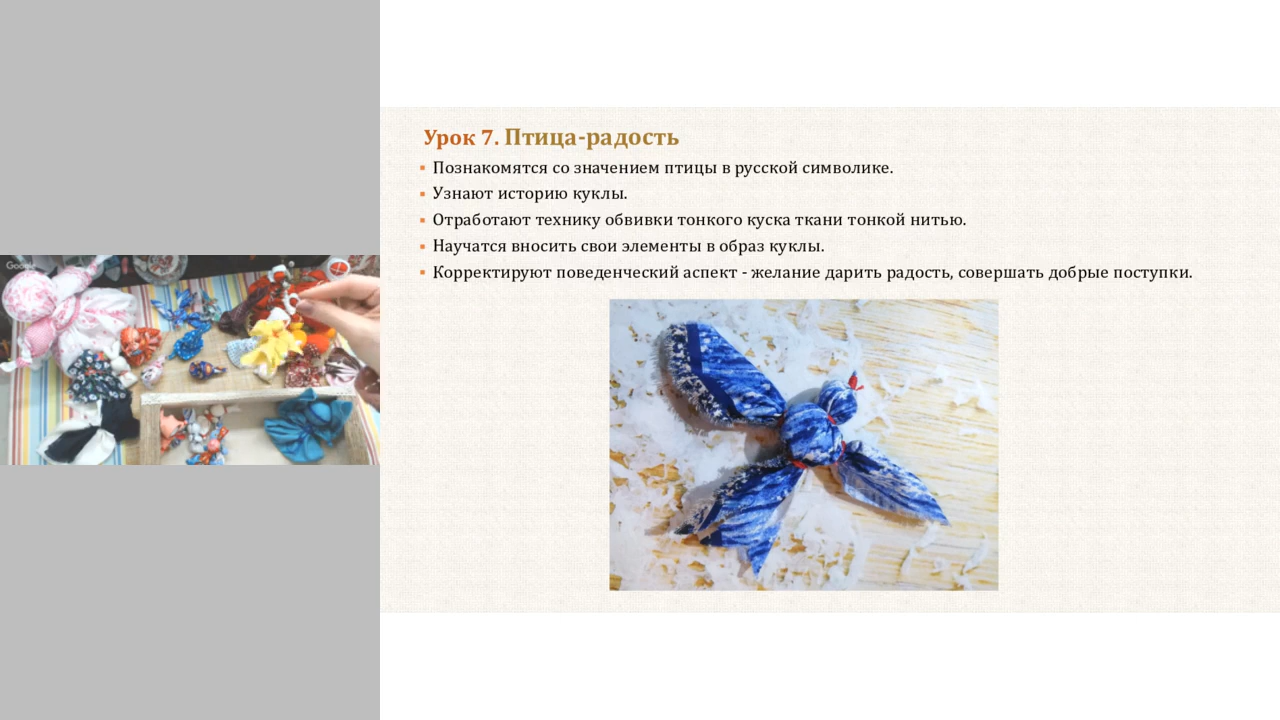 Урок 7. Птица-радость
Познакомятся со значением птицы в русской символике.
Узнают историю куклы.
Отработают технику обвивки тонкого куска ткани тонкой нитью.
Научатся вносить свои элементы в образ куклы.
Корректируют поведенческий аспект - желание дарить радость, совершать добрые поступки.